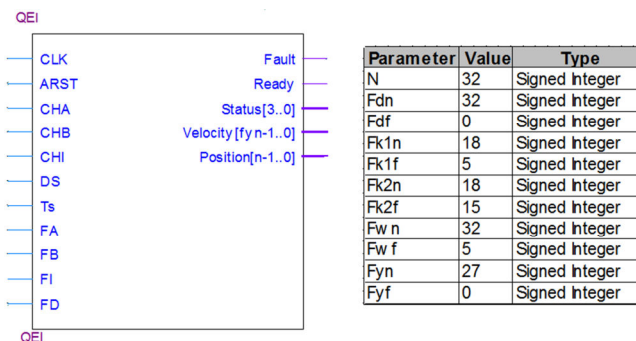 QEI
CLK
ARST
CHA
CHB
CHI
DS
Ts
FA
FB
FI
FD
Fault
Ready
Status[3..0]
Velocity[fyn-1..0]
Position[n-1..0]
QEI
Parameter Value Type
N 32 Signed Integer
Fdn 32 Signed Integer
Fdf 0 Signed Integer
Fk1n 18 Signed Integer
Fk1f 5 Signed Integer
Fk2n 18 Signed Integer
Fk2f 15 Signed Integer
Fwn 32 Signed Integer
Fwf 5 Signed Integer
Fyn 27 Signed Integer
Fyf 0 Signed Integer